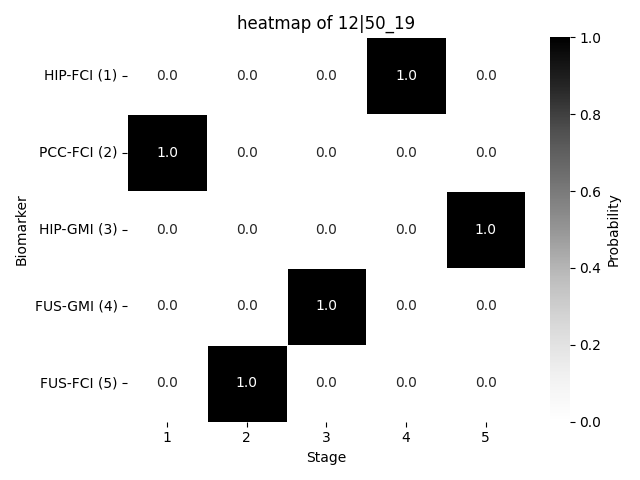 heatmap of 12|50_19
HIP-FCI (1) 0.0 0.0 0.0 1.0 0.0
PCC-FCI (2) 1.0 0.0 0.0 0.0 0.0
HIP-GMI (3) 0.0 0.0 0.0 0.0 1.0
FUS-GMI (4) 0.0 0.0 1.0 0.0 0.0
FUS-FCI (5) 0.0 1.0 0.0 0.0 0.0
1 2 3 4 5
Stage
Biomarker
1.0
0.8
0.6
0.4
0.2
0.0
Probability